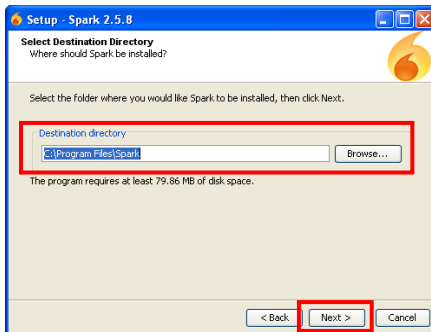 Setup - Spark 2.5.8
Select Destination Directory
Where should Spark be installed?
Select the folder where you would like Spark to be installed, then click Next.
Destination directory
C:\Program Files\Spark
Browse...
The program requires at least 79.86 MB of disk space.
< Back
Next >
Cancel